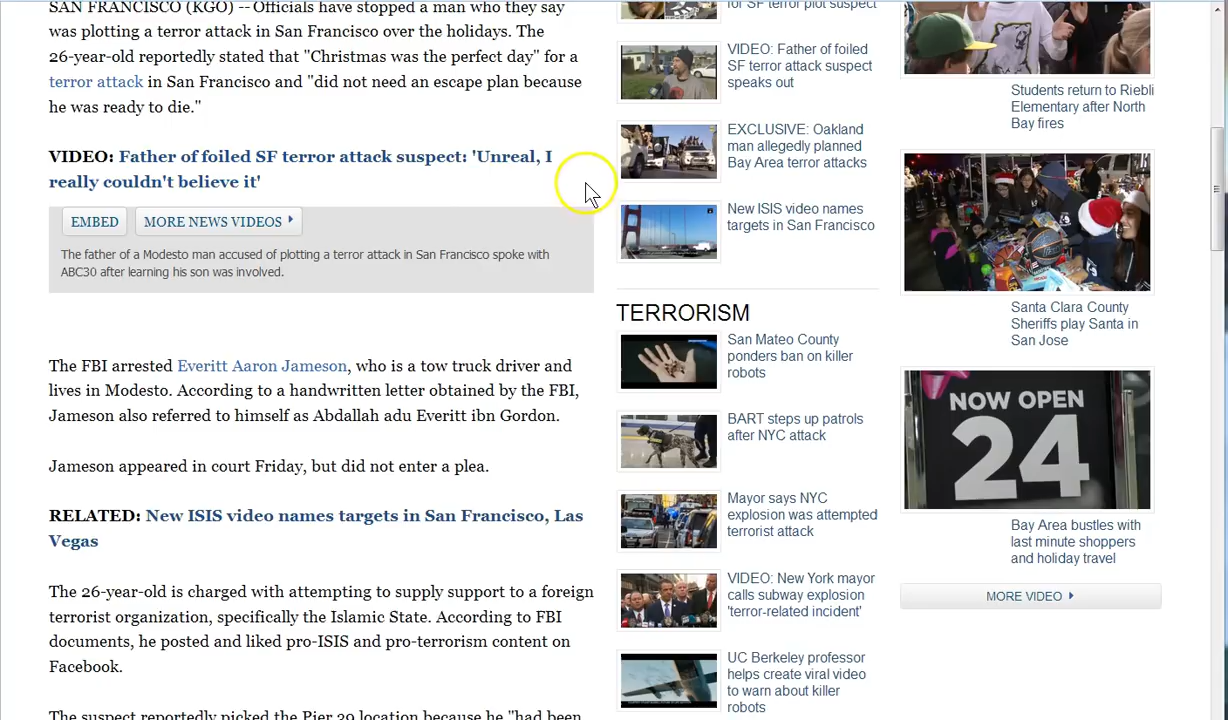 SAN FRANCISCO (KGO) -- Officials have stopped a man who they say
was plotting a terror attack in San Francisco over the holidays. The
26-year-old reportedly stated that "Christmas was the perfect day" for a
terror attack in San Francisco and "did not need an escape plan because
he was ready to die."
VIDEO: Father of foiled SF terror attack suspect: 'Unreal, I
really couldn't believe it'
EMBED MORE NEWS VIDEOS
The father of a Modesto man accused of plotting a terror attack in San Francisco spoke with
ABC30 after learning his son was involved.
The FBI arrested Everitt Aaron Jameson, who is a tow truck driver and
lives in Modesto. According to a handwritten letter obtained by the FBI,
Jameson also referred to himself as Abdallah adu Everitt ibn Gordon.
Jameson appeared in court Friday, but did not enter a plea.
RELATED: New ISIS video names targets in San Francisco, Las
Vegas
The 26-year-old is charged with attempting to supply support to a foreign
terrorist organization, specifically the Islamic State. According to FBI
documents, he posted and liked pro-ISIS and pro-terrorism content on
Facebook.
The suspect reportedly picked the Pier 39 location because he "had been
for SF terror plot suspect
VIDEO: Father of foiled
SF terror attack suspect
speaks out
EXCLUSIVE: Oakland
man allegedly planned
Bay Area terror attacks
New ISIS video names
targets in San Francisco
TERRORISM
San Mateo County
ponders ban on killer
robots
BART steps up patrols
after NYC attack
Mayor says NYC
explosion was attempted
terrorist attack
VIDEO: New York mayor
calls subway explosion
'terror-related incident'
UC Berkeley professor
helps create viral video
to warn about killer
robots
Students return to Riebli
Elementary after North
Bay fires
Santa Clara County
Sheriffs play Santa in
San Jose
NOW OPEN
24
Bay Area bustles with
last minute shoppers
and holiday travel
MORE VIDEO